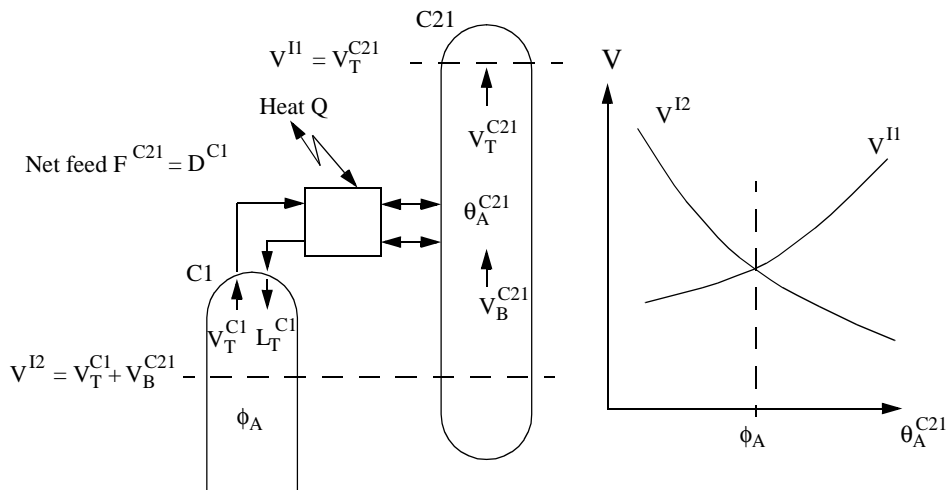 C21
V^I1 = V_T^C21
V
Heat Q
V^I2
V_T^C21
V^I1
Net feed F^C21 = D^C1
θ_A^C21
C1
V_B^C21
V_T^C1 L_T^C1
V^I2 = V_T^C1 + V_B^C21
ϕ_A
ϕ_A
θ_A^C21